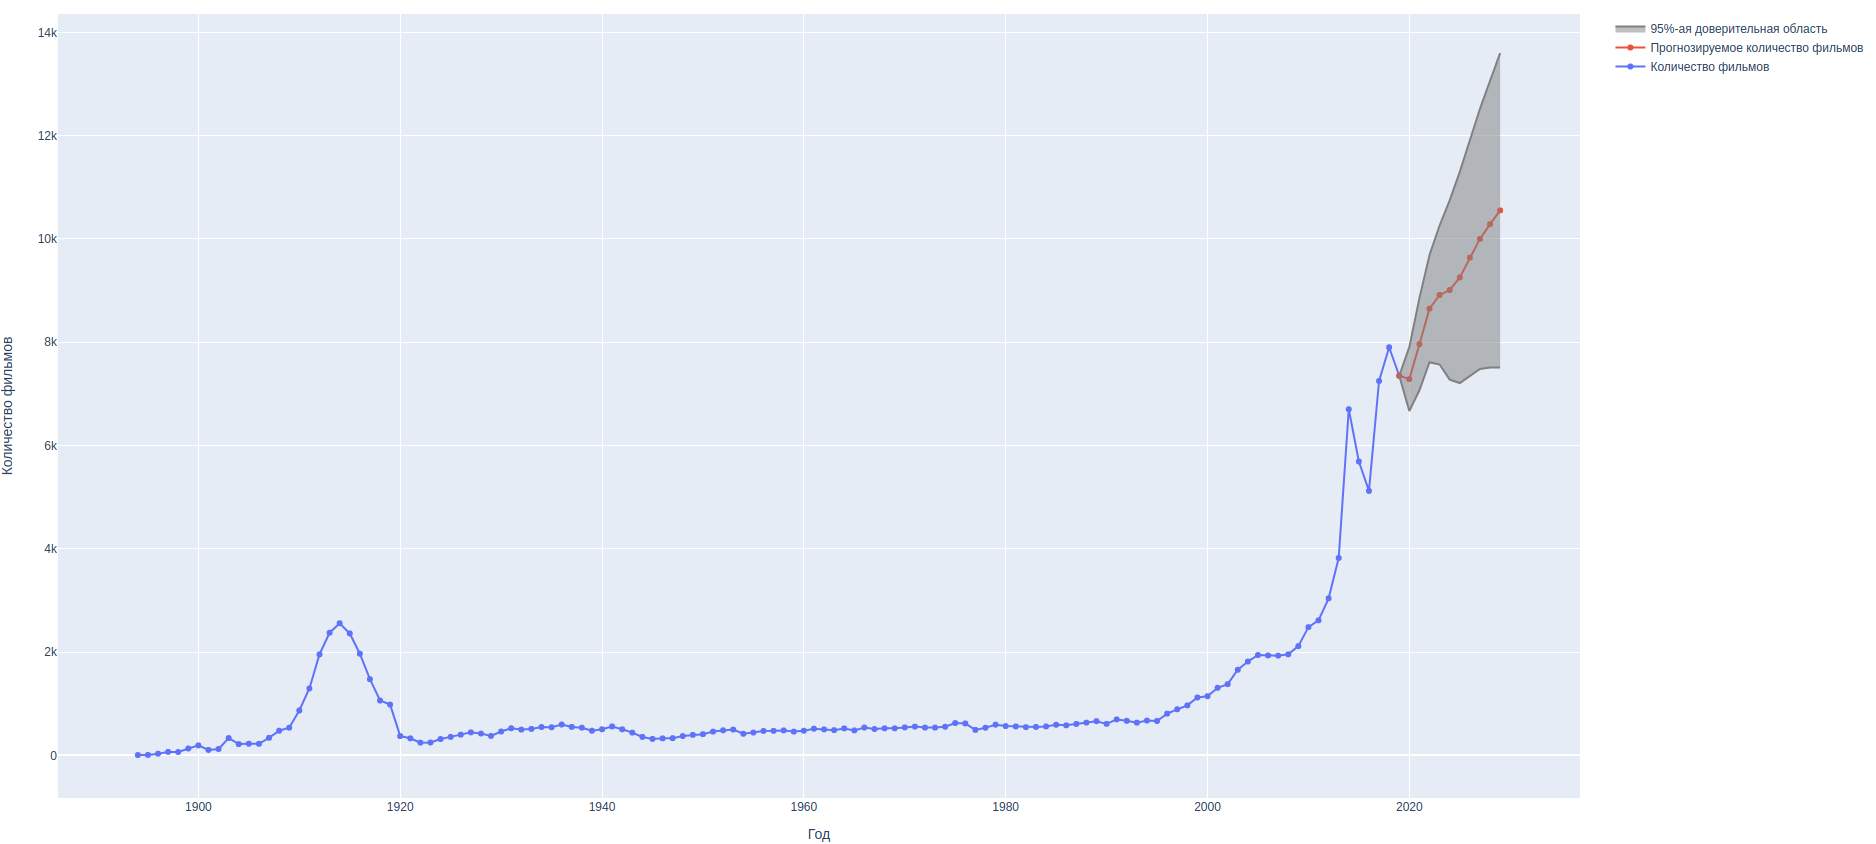 95%-ая доверительная область
Прогнозируемое количество фильмов
Количество фильмов
Количество фильмов
14k
12k
10k
8k
6k
4k
2k
0
1900
1920
1940
1960
1980
2000
2020
Год